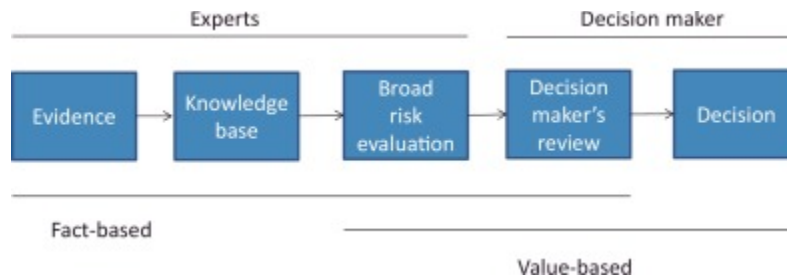 Experts
Decision maker
Evidence
Knowledge
base
Broad
risk
evaluation
Decision
maker's
review
Decision
Fact-based
Value-based